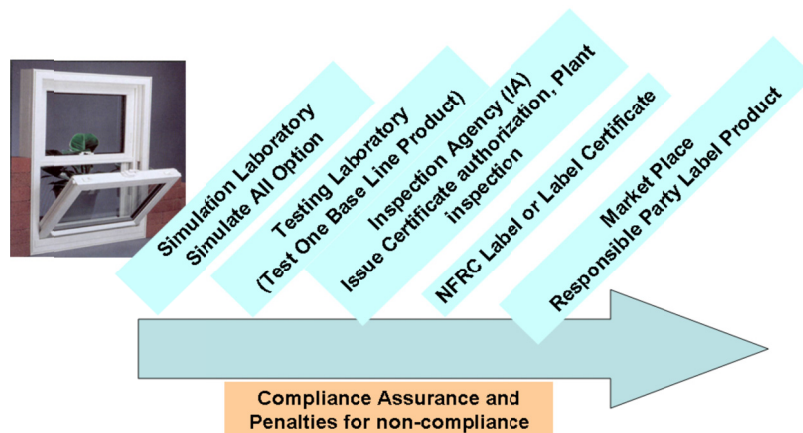 Simulation Laboratory
Simulate All Option
Testing Laboratory
(Test One Base Line Product)
Inspection Agency (IA)
Issue Certificate authorization, Plant
inspection
NFRC Label or Label Certificate
Market Place
Responsible Party Label Product
Compliance Assurance and
Penalties for non-compliance